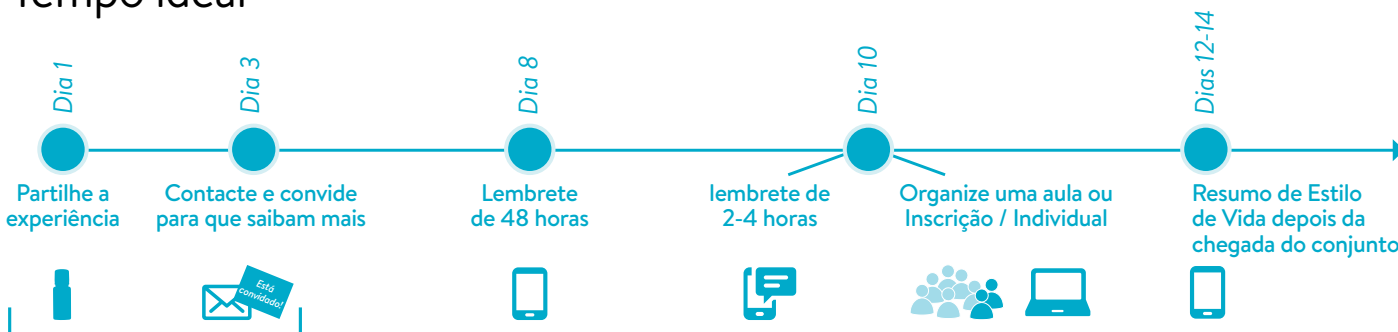 Tempo ideal
Dia 1
Dia 3
Dia 8
Dia 10
Dias 12-14
Partilhe a
experiência
Contacte e convide
para que saibam mais
Lembrete
de 48 horas
lembrete de
2-4 horas
Organize uma aula ou
Inscrição / Individual
Resumo de Estilo
de Vida depois da
chegada do conjunto
Está
convidado!